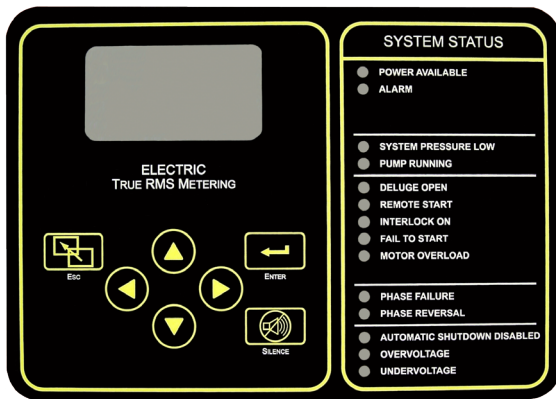 ELECTRIC
TRUE RMS METERING
ESC
ENTER
SILENCE
SYSTEM STATUS
POWER AVAILABLE
ALARM
SYSTEM PRESSURE LOW
PUMP RUNNING
DELUGE OPEN
REMOTE START
INTERLOCK ON
FAIL TO START
MOTOR OVERLOAD
PHASE FAILURE
PHASE REVERSAL
AUTOMATIC SHUTDOWN DISABLED
OVERVOLTAGE
UNDERVOLTAGE